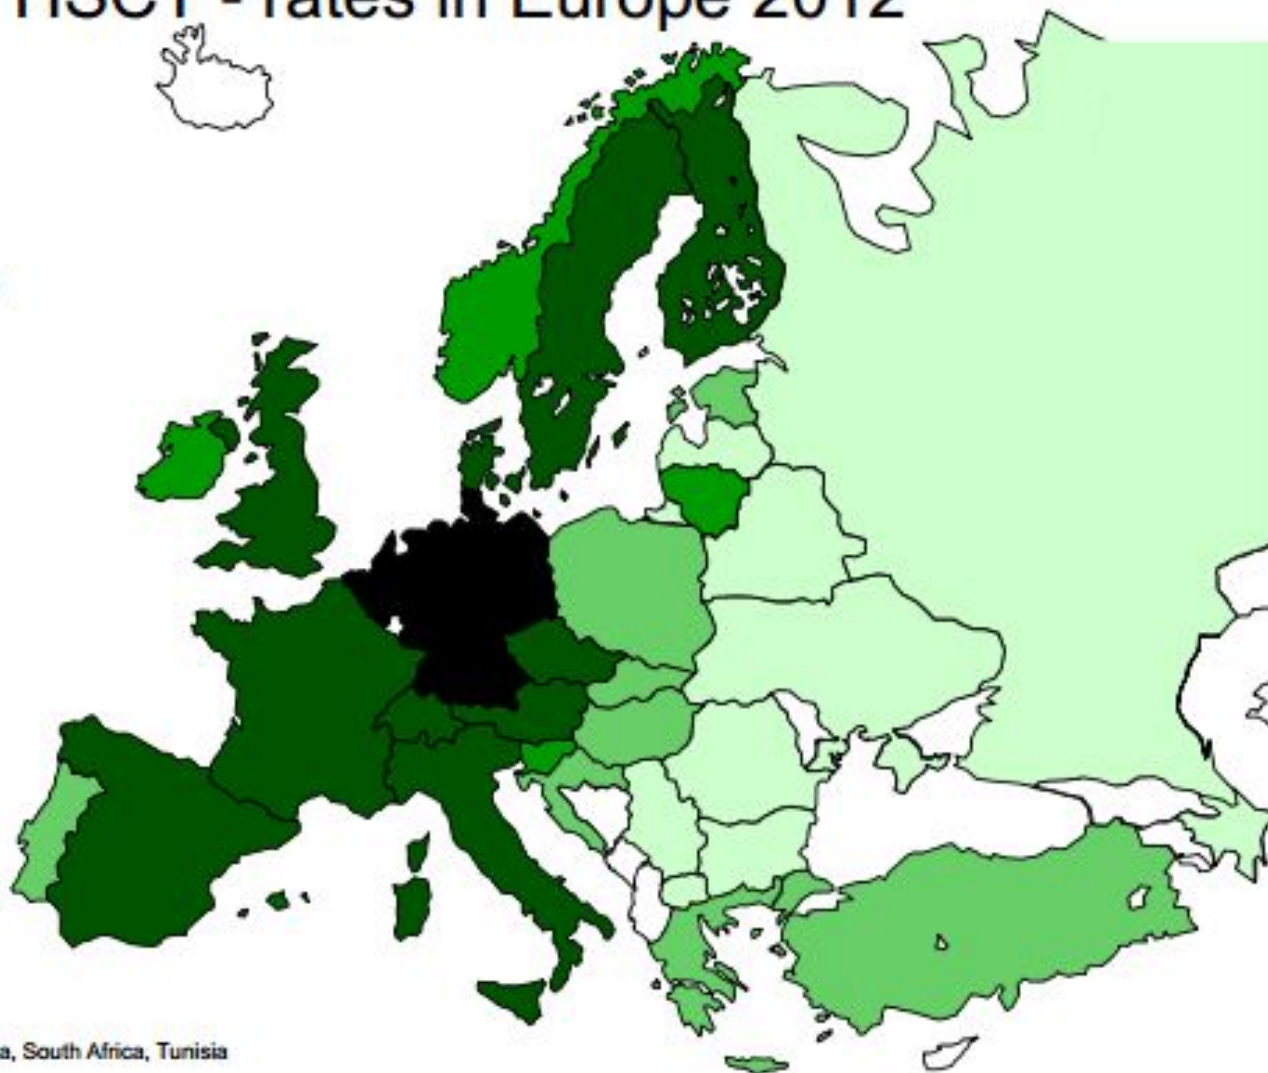 HSCT - rates in Europe 2012
a, South Africa, Tunisia